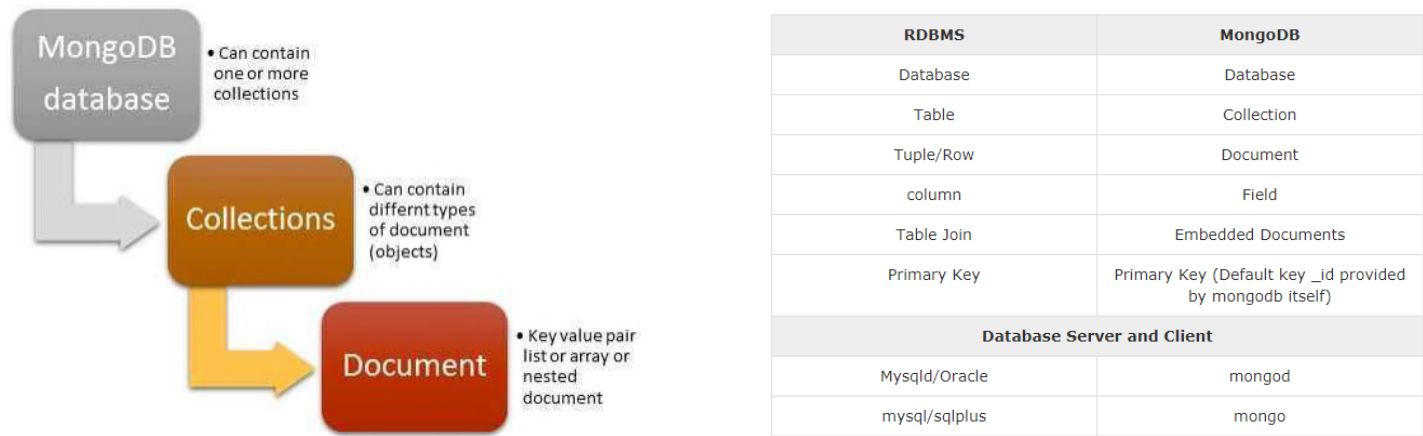 MongoDB
database
• Can contain
one or more
collections
Collections
• Can contain
differnt types
of document
(objects)
Document
• Key value pair
list or array or
nested
document
RDBMS MongoDB
Database Database
Table Collection
Tuple/Row Document
column Field
Table Join Embedded Documents
Primary Key Primary Key (Default key _id provided
by mongodb itself)
Database Server and Client
Mysqld/Oracle mongod
mysql/sqlplus mongo